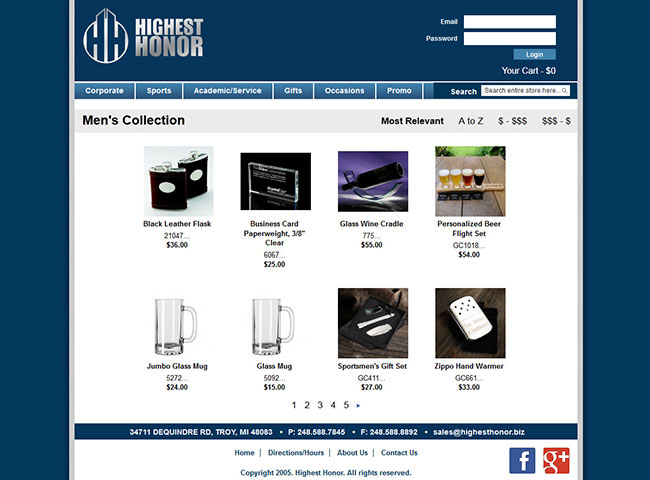 HIGHEST
HONOR
Email
Password
Login
Your Cart - $0
Corporate Sports Academic/Service Gifts Occasions Promo Search Search entire store here...
Men's Collection Most Relevant A to Z $ - $$$ $$$ - $
Black Leather Flask
21047...
$36.00
Business Card
Paperweight, 3/8"
Clear
6067...
$25.00
Glass Wine Cradle
775...
$55.00
Personalized Beer
Flight Set
GC1018...
$54.00
Jumbo Glass Mug
5272...
$24.00
Glass Mug
5092...
$15.00
Sportsmen's Gift Set
GC411...
$27.00
Zippo Hand Warmer
GC661...
$33.00
1 2 3 4 5
34711 DEQUINDRE RD, TROY, MI 48083 • P: 248.588.7845 • F: 248.588.8892 • sales@highesthonor.biz
Home | Directions/Hours | About Us | Contact Us
Copyright 2005. Highest Honor. All rights reserved.
f g+